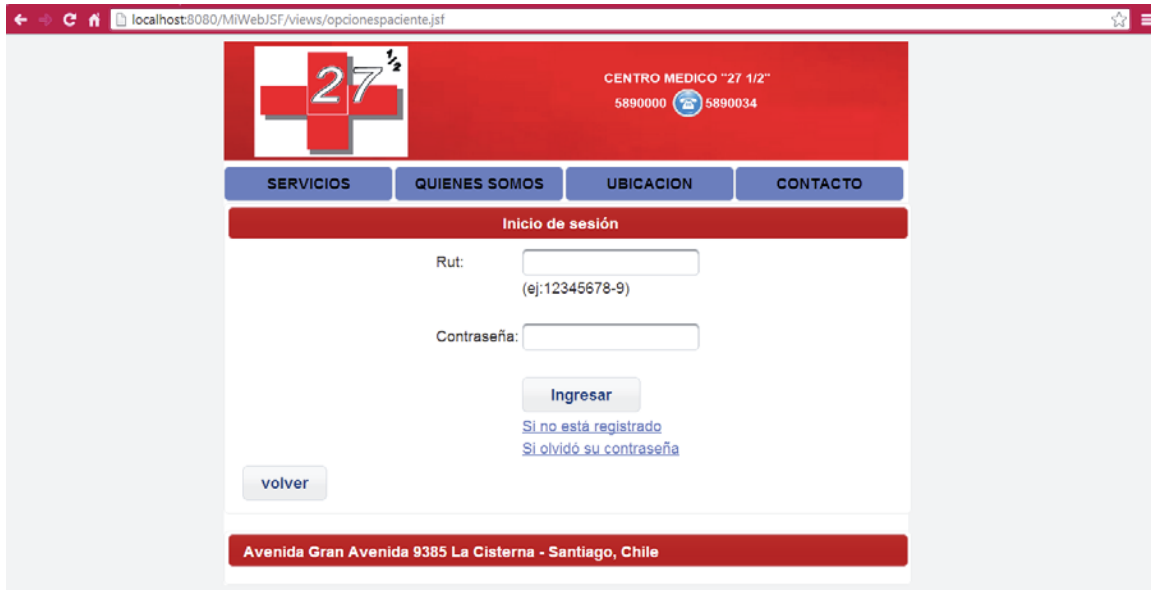 localhost:8080/MiWebJSF/views/opcionespaciente.jsf
27 1/2
CENTRO MEDICO "27 1/2"
5890000 5890034
SERVICIOS QUIENES SOMOS UBICACION CONTACTO
Inicio de sesión
Rut:
(ej:12345678-9)
Contraseña:
Ingresar
Si no está registrado
Si olvidó su contraseña
volver
Avenida Gran Avenida 9385 La Cisterna - Santiago, Chile